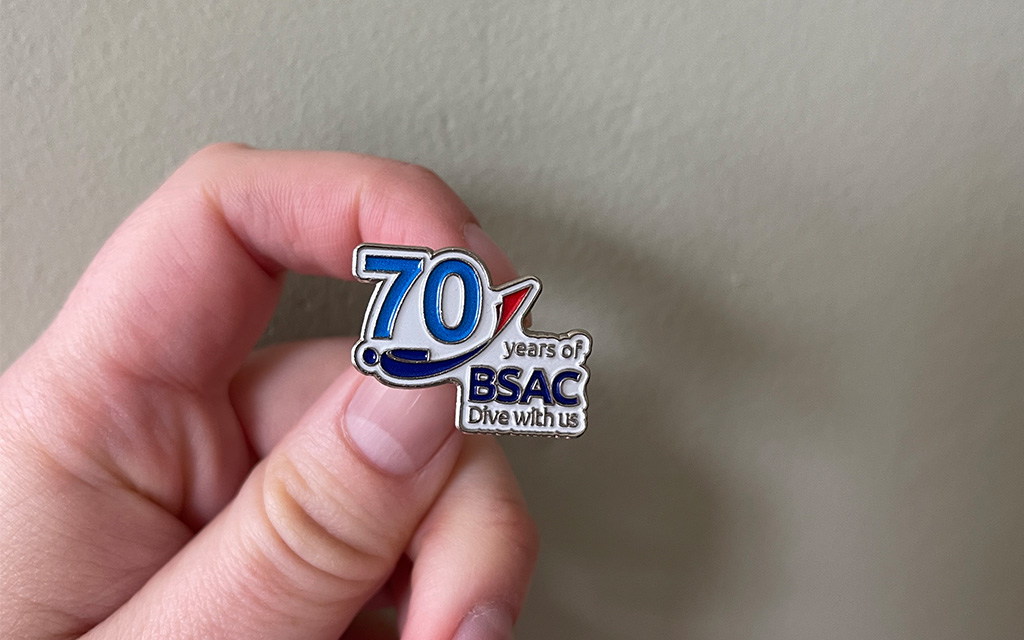 70
years of
BSAC
Dive with us